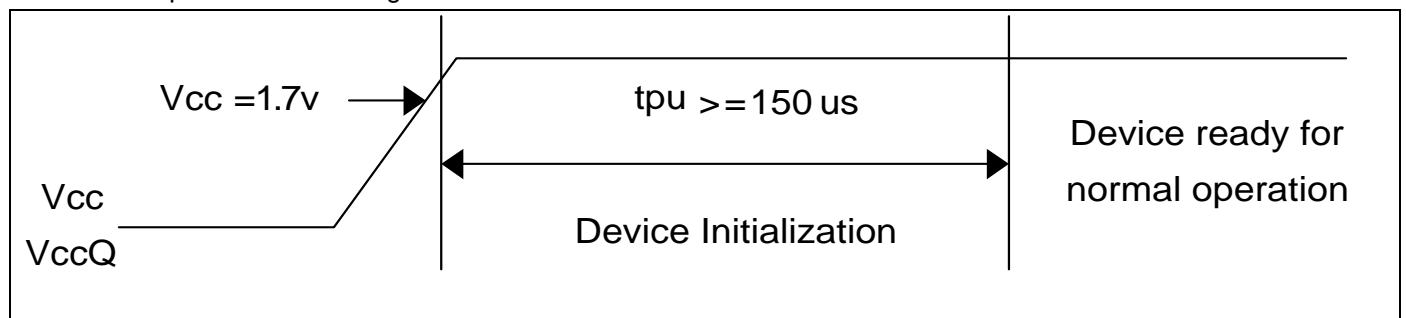 Vcc =1.7v
tpu >=150 us
Device ready for
normal operation
Vcc
VccQ
Device Initialization